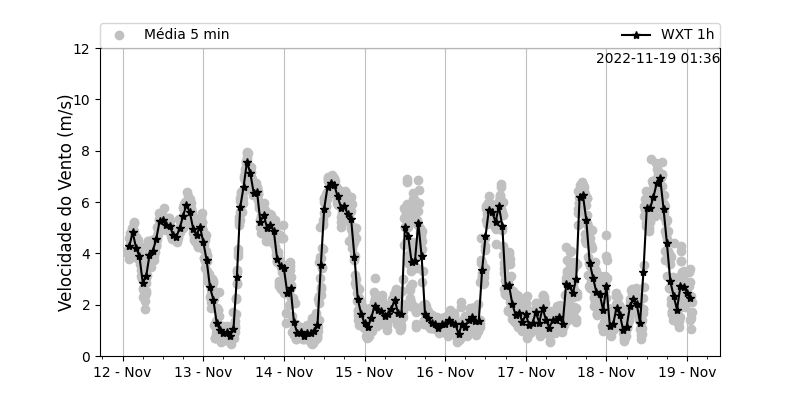 Média 5 min
WXT 1h
2022-11-19 01:36
Velocidade do Vento (m/s)
12
10
8
6
4
2
0
12 - Nov
13 - Nov
14 - Nov
15 - Nov
16 - Nov
17 - Nov
18 - Nov
19 - Nov